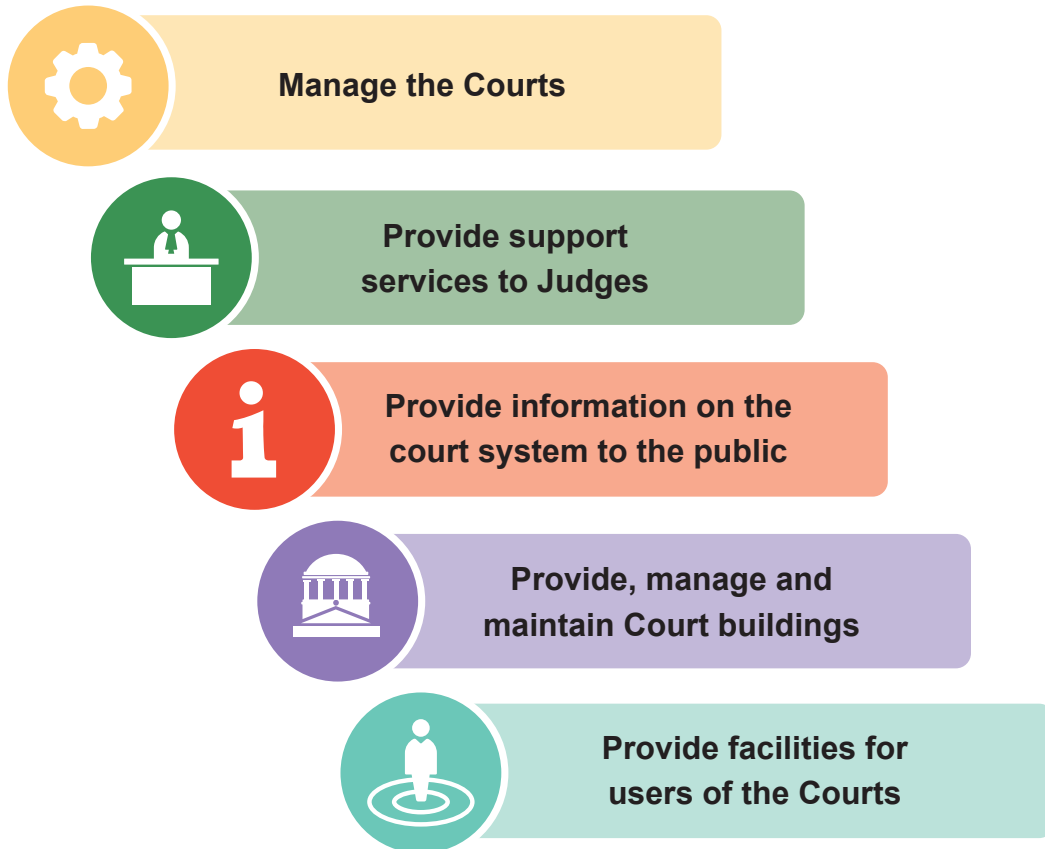 Manage the Courts
Provide support
services to Judges
Provide information on the
court system to the public
Provide, manage and
maintain Court buildings
Provide facilities for
users of the Courts